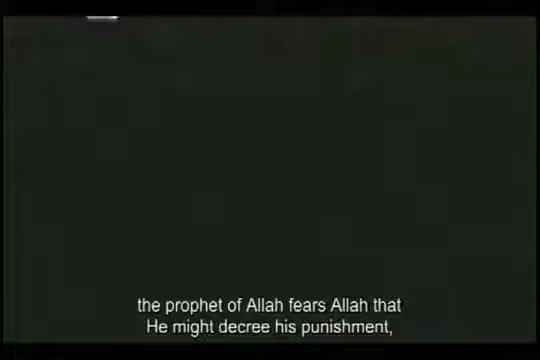 the prophet of Allah fears Allah that
He might decree his punishment,